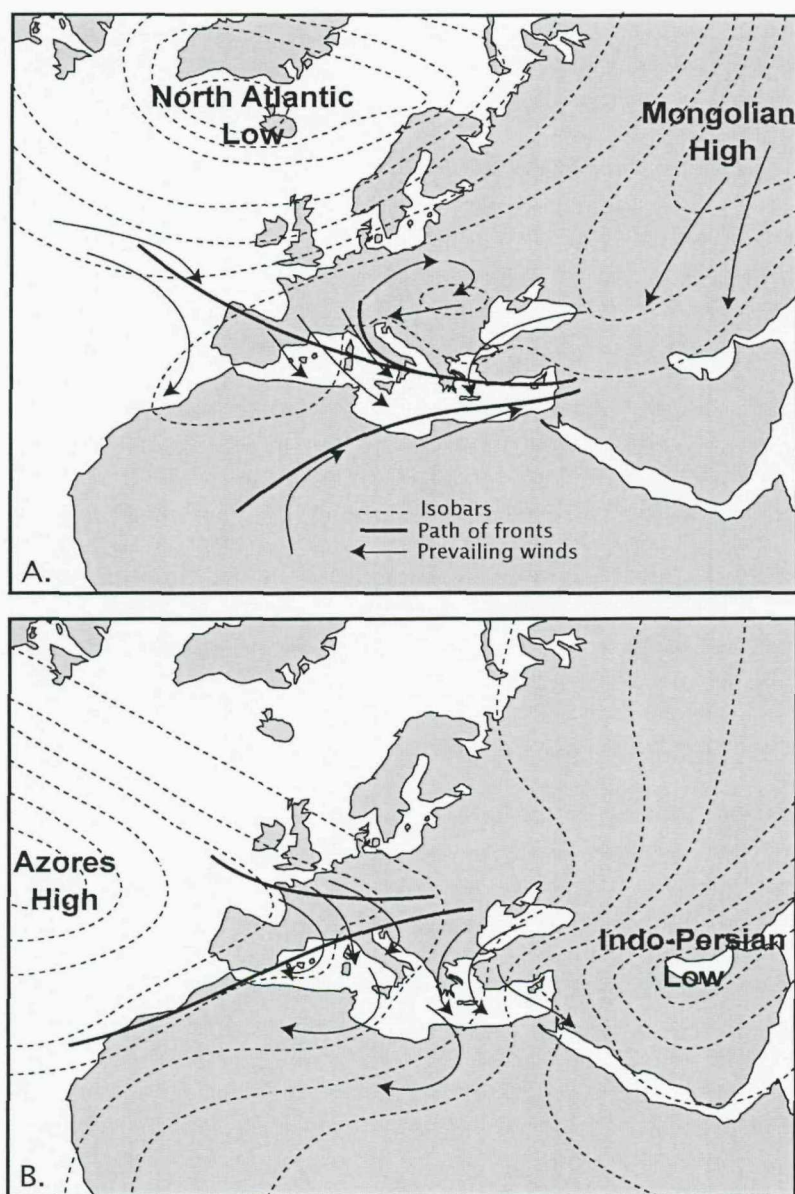 North Atlantic
Low
Mongolian
High
Isobars
Path of fronts
Prevailing winds
A.
Azores
High
Indo-Persian
Low
B.